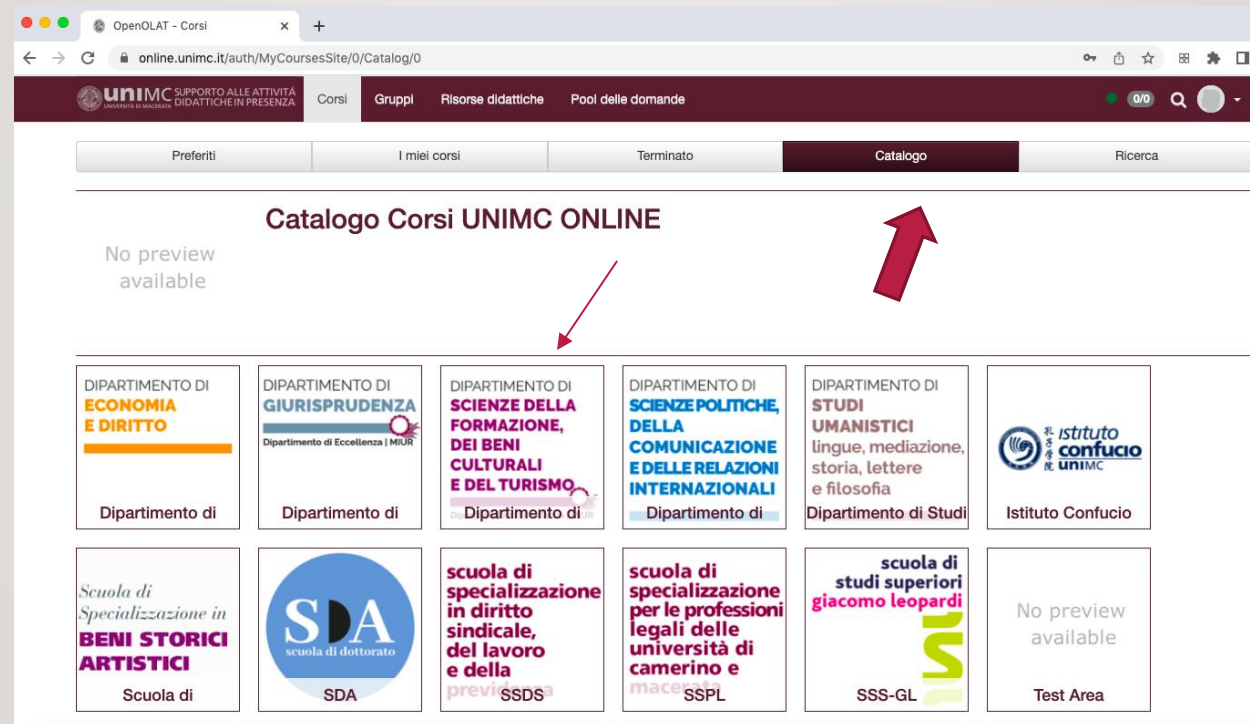 OpenOLAT - Corsi
online.unimc.it/auth/MyCoursesSite/0/Catalog/0
unIMC SUPPORTO ALLE ATTIVITÀ
UNIVERSITÀ DI MACERATA DIDATTICHE IN PRESENZA
Corsi Gruppi Risorse didattiche Pool delle domande 0/0
Preferiti I miei corsi Terminato Catalogo Ricerca
Catalogo Corsi UNIMC ONLINE
No preview
available
DIPARTIMENTO DI
ECONOMIA
E DIRITTO
Dipartimento di
DIPARTIMENTO DI
GIURISPRUDENZA
Dipartimento di Eccellenza | MIUR
Dipartimento di
DIPARTIMENTO DI
SCIENZE DELLA
FORMAZIONE,
DEI BENI
CULTURALI
E DEL TURISMO
Dipartimento di
DIPARTIMENTO DI
SCIENZE POLITICHE,
DELLA
COMUNICAZIONE
E DELLE RELAZIONI
INTERNAZIONALI
Dipartimento di
DIPARTIMENTO DI
STUDI
UMANISTICI
lingue, mediazione,
storia, lettere
e filosofia
Dipartimento di Studi
孔子学院
istituto
confucio
unIMC
Istituto Confucio
Scuola di
Specializzazione in
BENI STORICI
ARTISTICI
Scuola di
SDA
scuola di dottorato
SDA
scuola di
specializzazione
in diritto
sindicale,
del lavoro
e della
previdenza
SSDS
scuola di
specializzazione
per le professioni
legali delle
università di
camerino e
macerata
SSPL
scuola di
studi superiori
giacomo leopardi
SSS-GL
No preview
available
Test Area